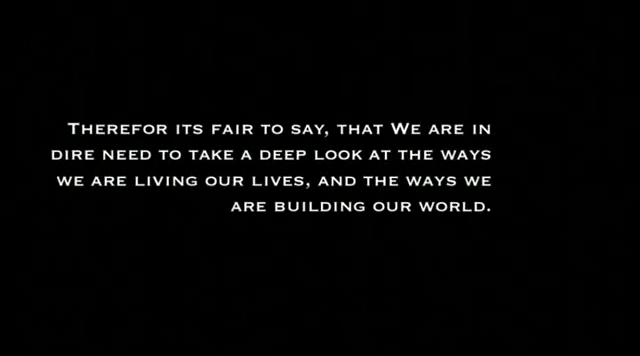 Therefor its fair to say, that We are in
dire need to take a deep look at the ways
we are living our lives, and the ways we
are building our world.